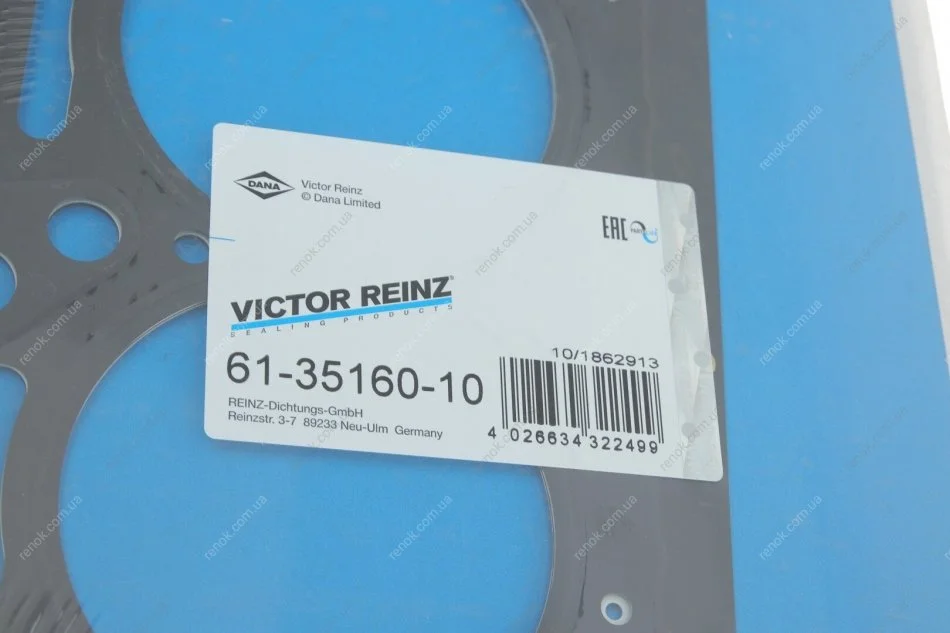 DANA
Victor Reinz
© Dana Limited
EAC
VICTOR REINZ®
SEALING PRODUCTS
61-35160-10
REINZ-Dichtungs-GmbH
Reinzstr. 3-7 89233 Neu-Ulm Germany
10/1862913
4 026634 322499
renok.com.ua